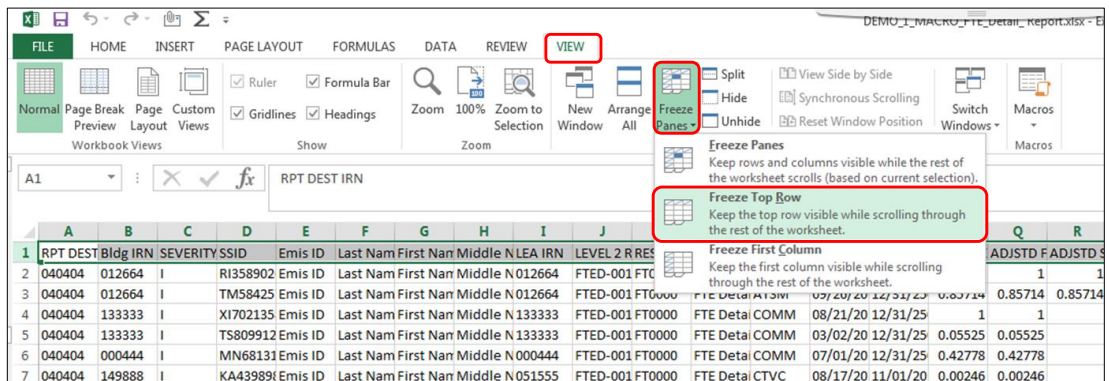 DEMO_1_MACRO_FTE_Detail_ Report.xlsx - E
FILE HOME INSERT PAGE LAYOUT FORMULAS DATA REVIEW VIEW
Normal Page Break Preview Page Layout Custom Views
Workbook Views
Ruler Formula Bar
Gridlines Headings
Show
Zoom 100% Zoom to Selection
Zoom
New Window Arrange All Freeze Panes
Split
Hide
Unhide
View Side by Side
Synchronous Scrolling
Reset Window Position
Switch Windows
Macros
Macros
Freeze Panes
Keep rows and columns visible while the rest of
the worksheet scrolls (based on current selection).
Freeze Top Row
Keep the top row visible while scrolling through
the rest of the worksheet.
Freeze First Column
Keep the first column visible while scrolling
through the rest of the worksheet.
A1 fx RPT DEST IRN
A B C D E F G H I J Q R
1 RPT DEST Bldg IRN SEVERITY SSID Emis ID Last Nam First Nam Middle N LEA IRN LEVEL 2 R RES ADJSTD F ADJSTD S
2 040404 012664 I RI358902 Emis ID Last Nam First Nam Middle N 012664 FTED-001 FT0 1 1
3 040404 012664 I TM58425 Emis ID Last Nam First Nam Middle N 012664 FTED-001 FT0000 FTE Detai ATSM 09/20/20 12/31/25 0.85714 0.85714 0.85714
4 040404 133333 I XI702135 Emis ID Last Nam First Nam Middle N 133333 FTED-001 FT0000 FTE Detai COMM 08/21/20 12/31/25 1 1
5 040404 133333 I TS809912 Emis ID Last Nam First Nam Middle N 133333 FTED-001 FT0000 FTE Detai COMM 03/02/20 12/31/25 0.05525 0.05525
6 040404 000444 I MN68131 Emis ID Last Nam First Nam Middle N 000444 FTED-001 FT0000 FTE Detai COMM 07/01/20 12/31/25 0.42778 0.42778
7 040404 149888 I KA43989 Emis ID Last Nam First Nam Middle N 051555 FTED-001 FT0000 FTE Detai CTVC 08/17/20 11/01/20 0.00246 0.00246